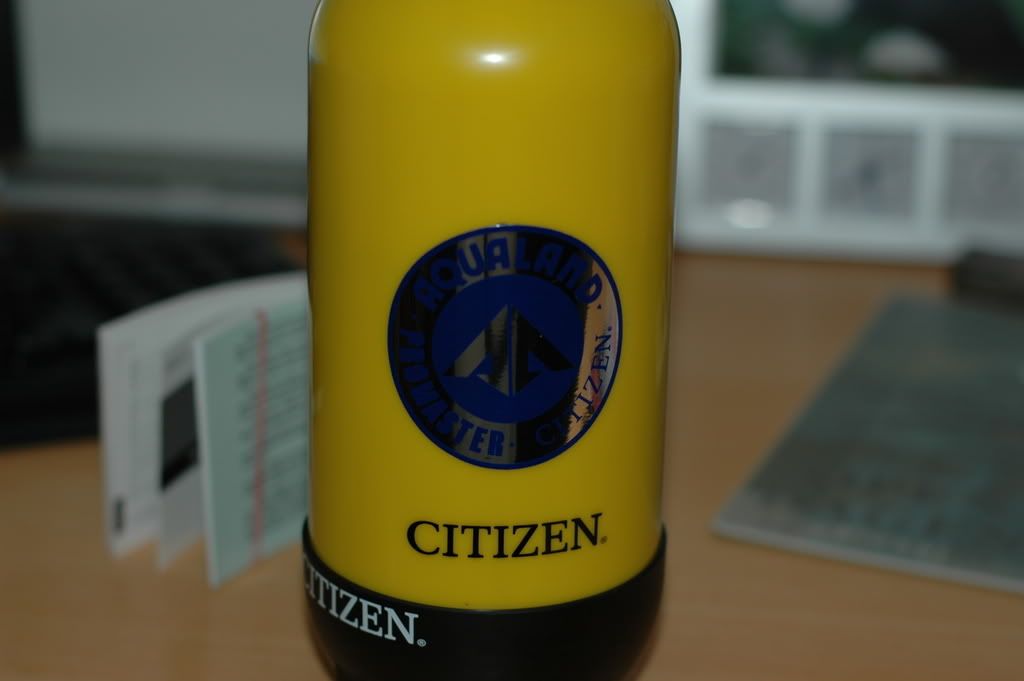 AQUALAND
PROMASTER
CITIZEN.
CITIZEN®
CITIZEN®